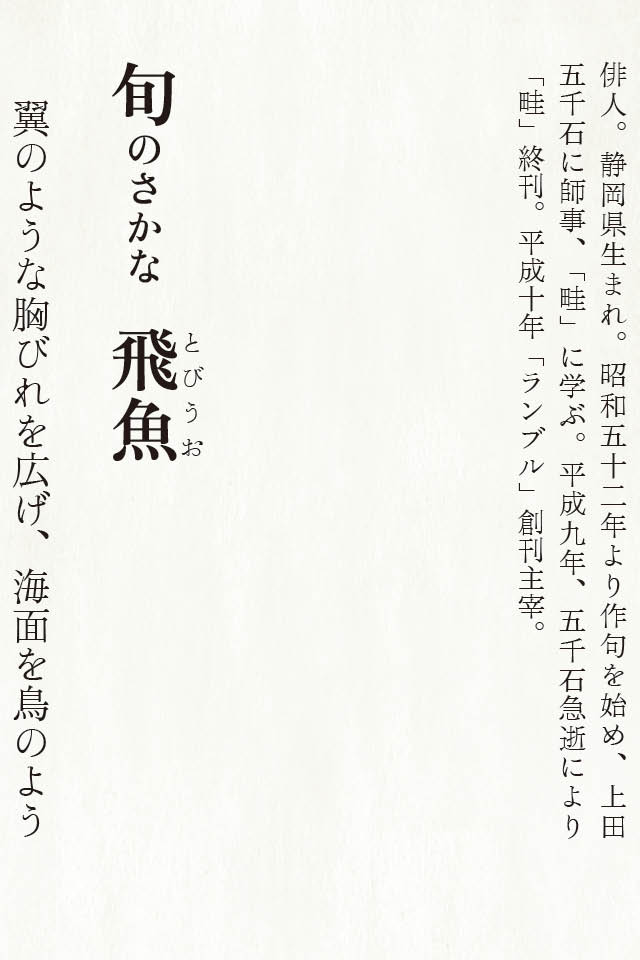 俳人。静岡県生まれ。昭和五十二年より作句を始め、上田
五千石に師事、「畦」に学ぶ。平成九年、五千石急逝により
「畦」終刊。平成十年「ランブル」創刊主宰。
旬のさかな 飛魚
とびうお
翼のような胸びれを広げ、海面を鳥のよう